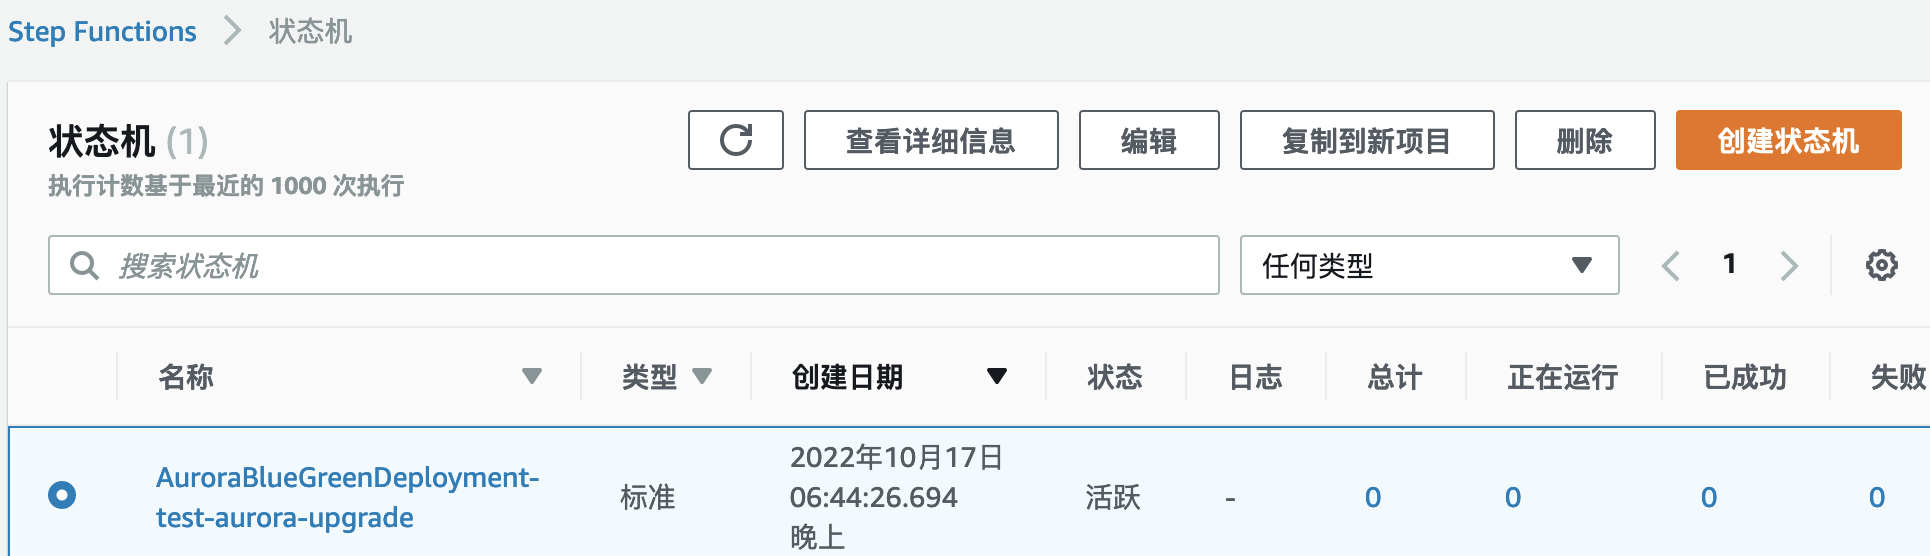 Step Functions > 状态机
状态机 (1)
执行计数基于最近的 1000 次执行
查看详细信息
编辑
复制到新项目
删除
创建状态机
搜索状态机
任何类型
1
名称 类型 创建日期 状态 日志 总计 正在运行 已成功 失败
AuroraBlueGreenDeployment-
test-aurora-upgrade
标准
2022年10月17日
06:44:26.694
晚上
活跃
-
0
0
0
0